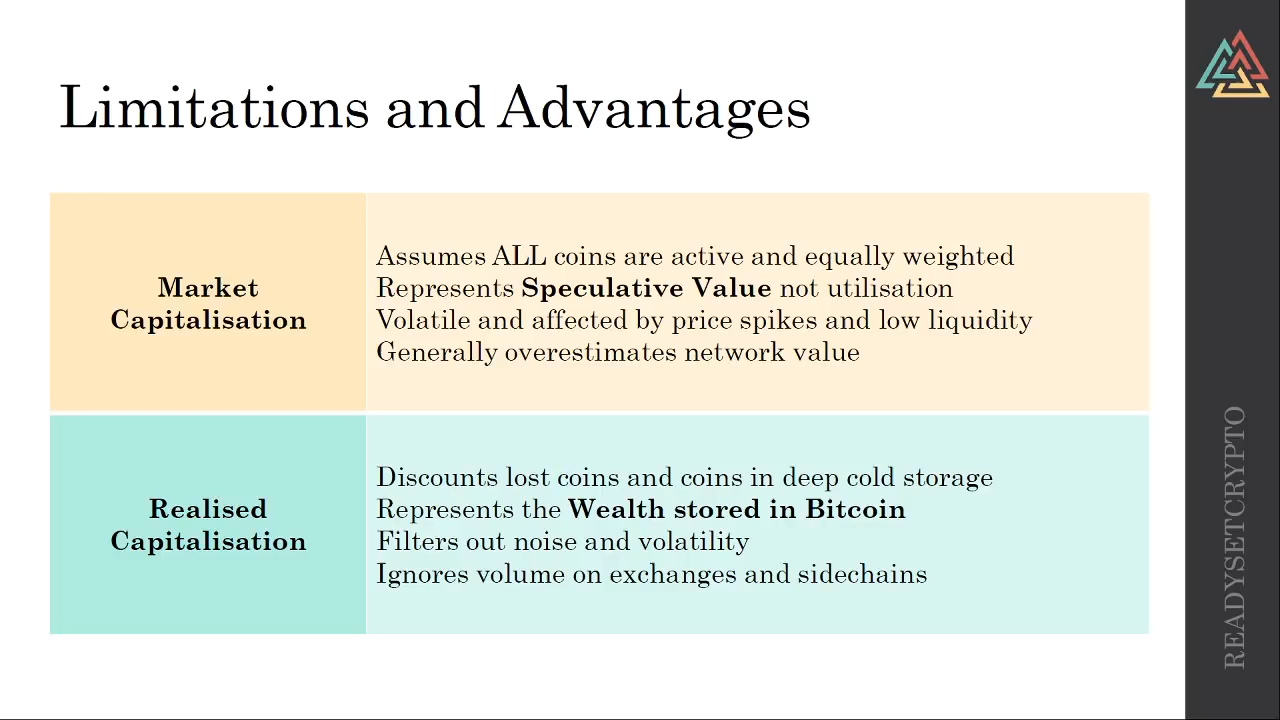 Limitations and Advantages
Market
Capitalisation
Assumes ALL coins are active and equally weighted
Represents Speculative Value not utilisation
Volatile and affected by price spikes and low liquidity
Generally overestimates network value
Realised
Capitalisation
Discounts lost coins and coins in deep cold storage
Represents the Wealth stored in Bitcoin
Filters out noise and volatility
Ignores volume on exchanges and sidechains
READYSETCRYPTO